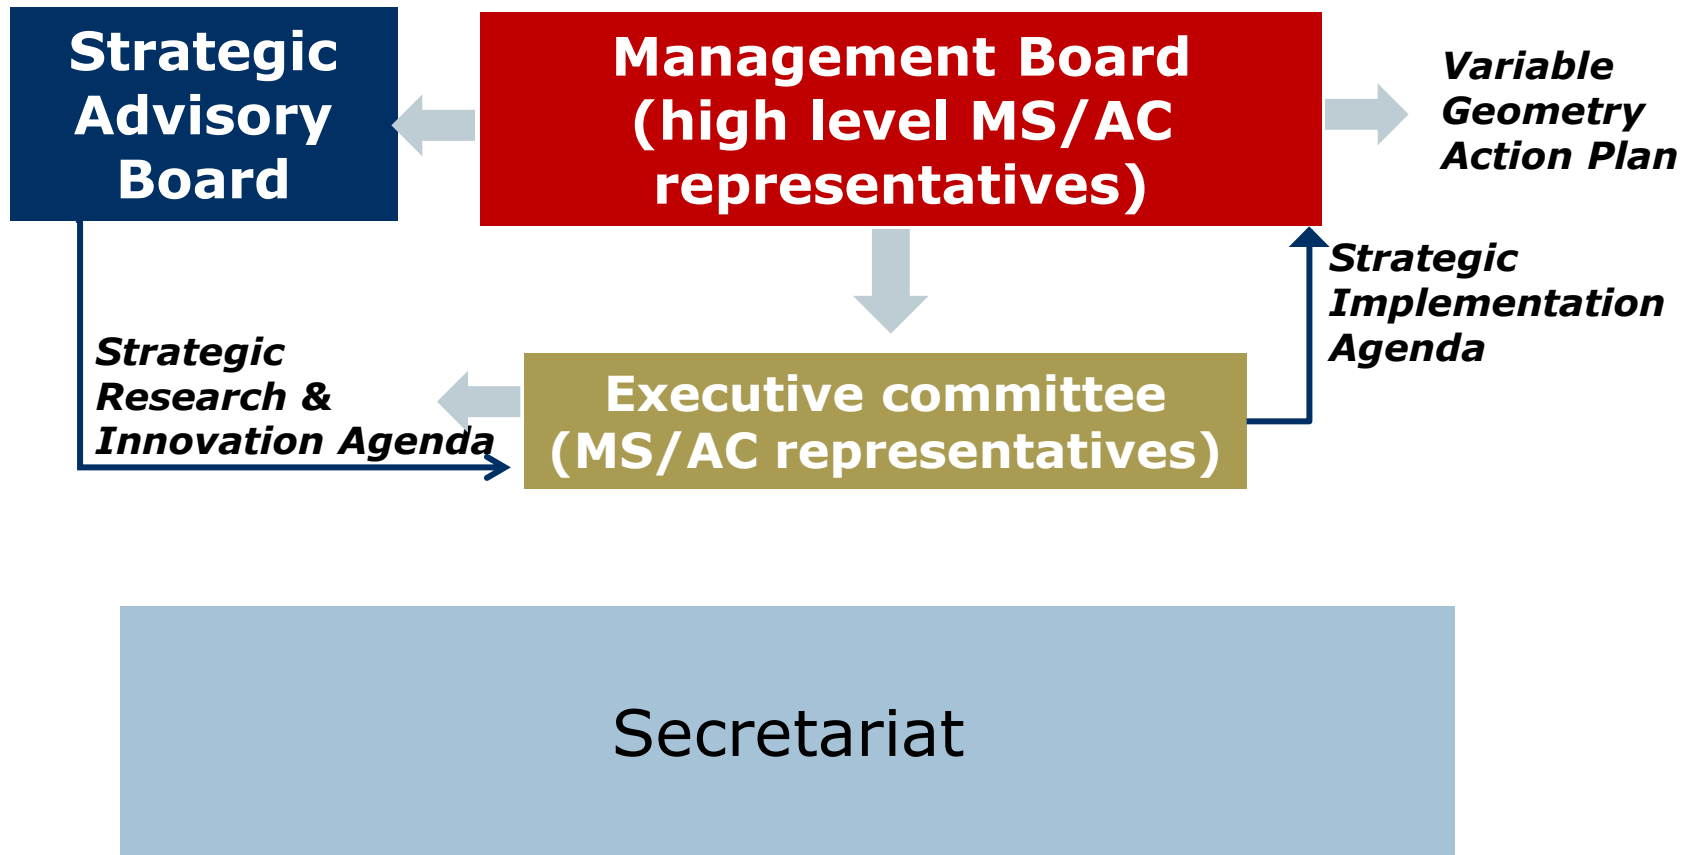 Strategic
Advisory
Board
Management Board
(high level MS/AC
representatives)
Variable
Geometry
Action Plan
Strategic
Implementation
Agenda
Strategic
Research &
Innovation Agenda
Executive committee
(MS/AC representatives)
Secretariat